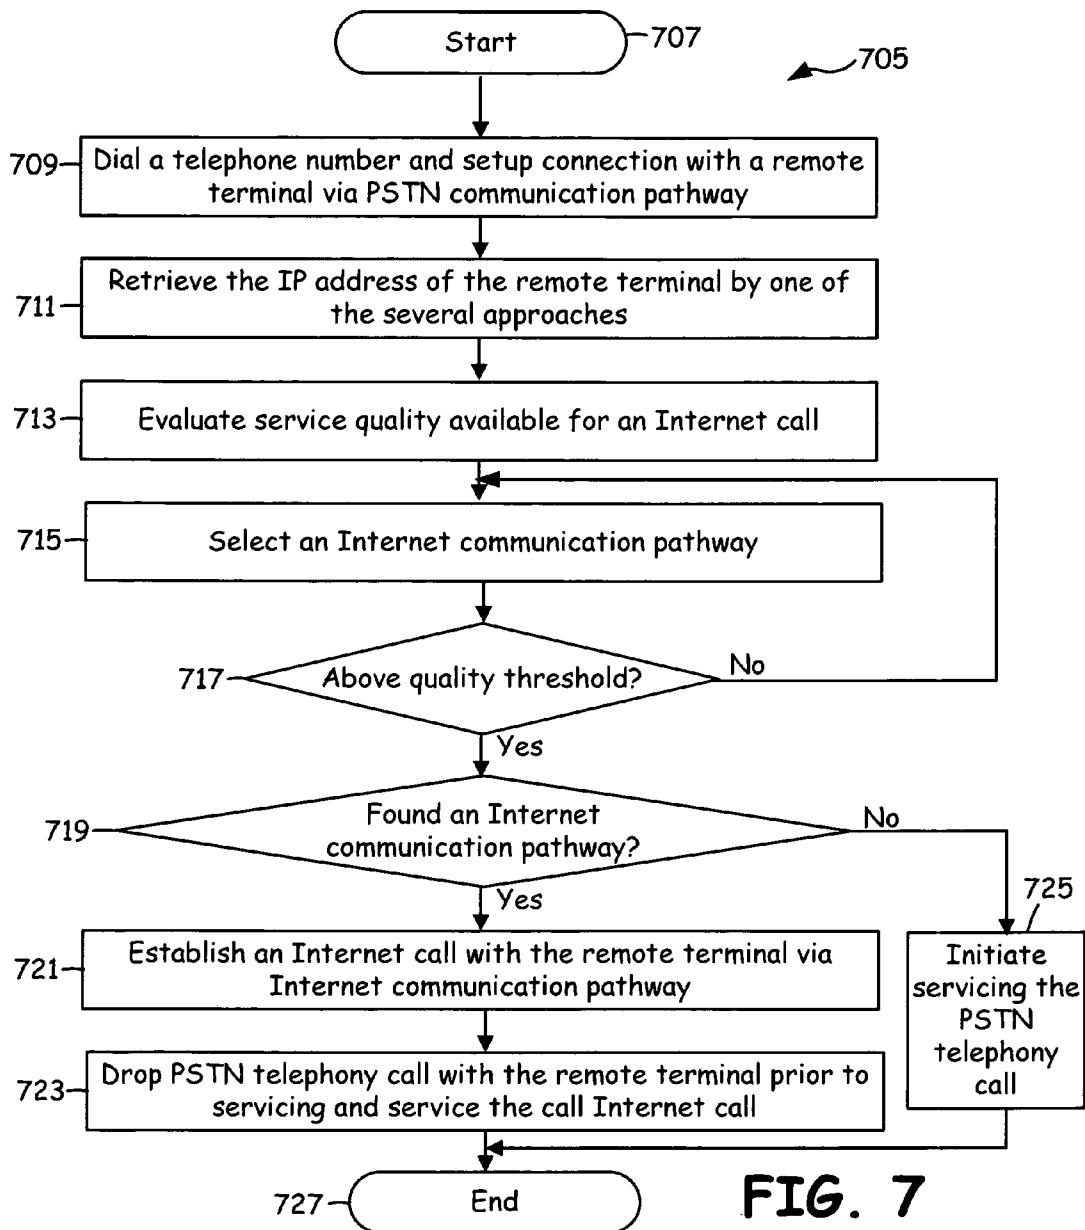 Start
707
705
709
Dial a telephone number and setup connection with a remote
terminal via PSTN communication pathway
711
Retrieve the IP address of the remote terminal by one of
the several approaches
713
Evaluate service quality available for an Internet call
715
Select an Internet communication pathway
717
Above quality threshold?
No
Yes
719
Found an Internet
communication pathway?
No
Yes
725
721
Establish an Internet call with the remote terminal via
Internet communication pathway
Initiate
servicing the
PSTN
telephony
call
723
Drop PSTN telephony call with the remote terminal prior to
servicing and service the call Internet call
727
End
FIG. 7